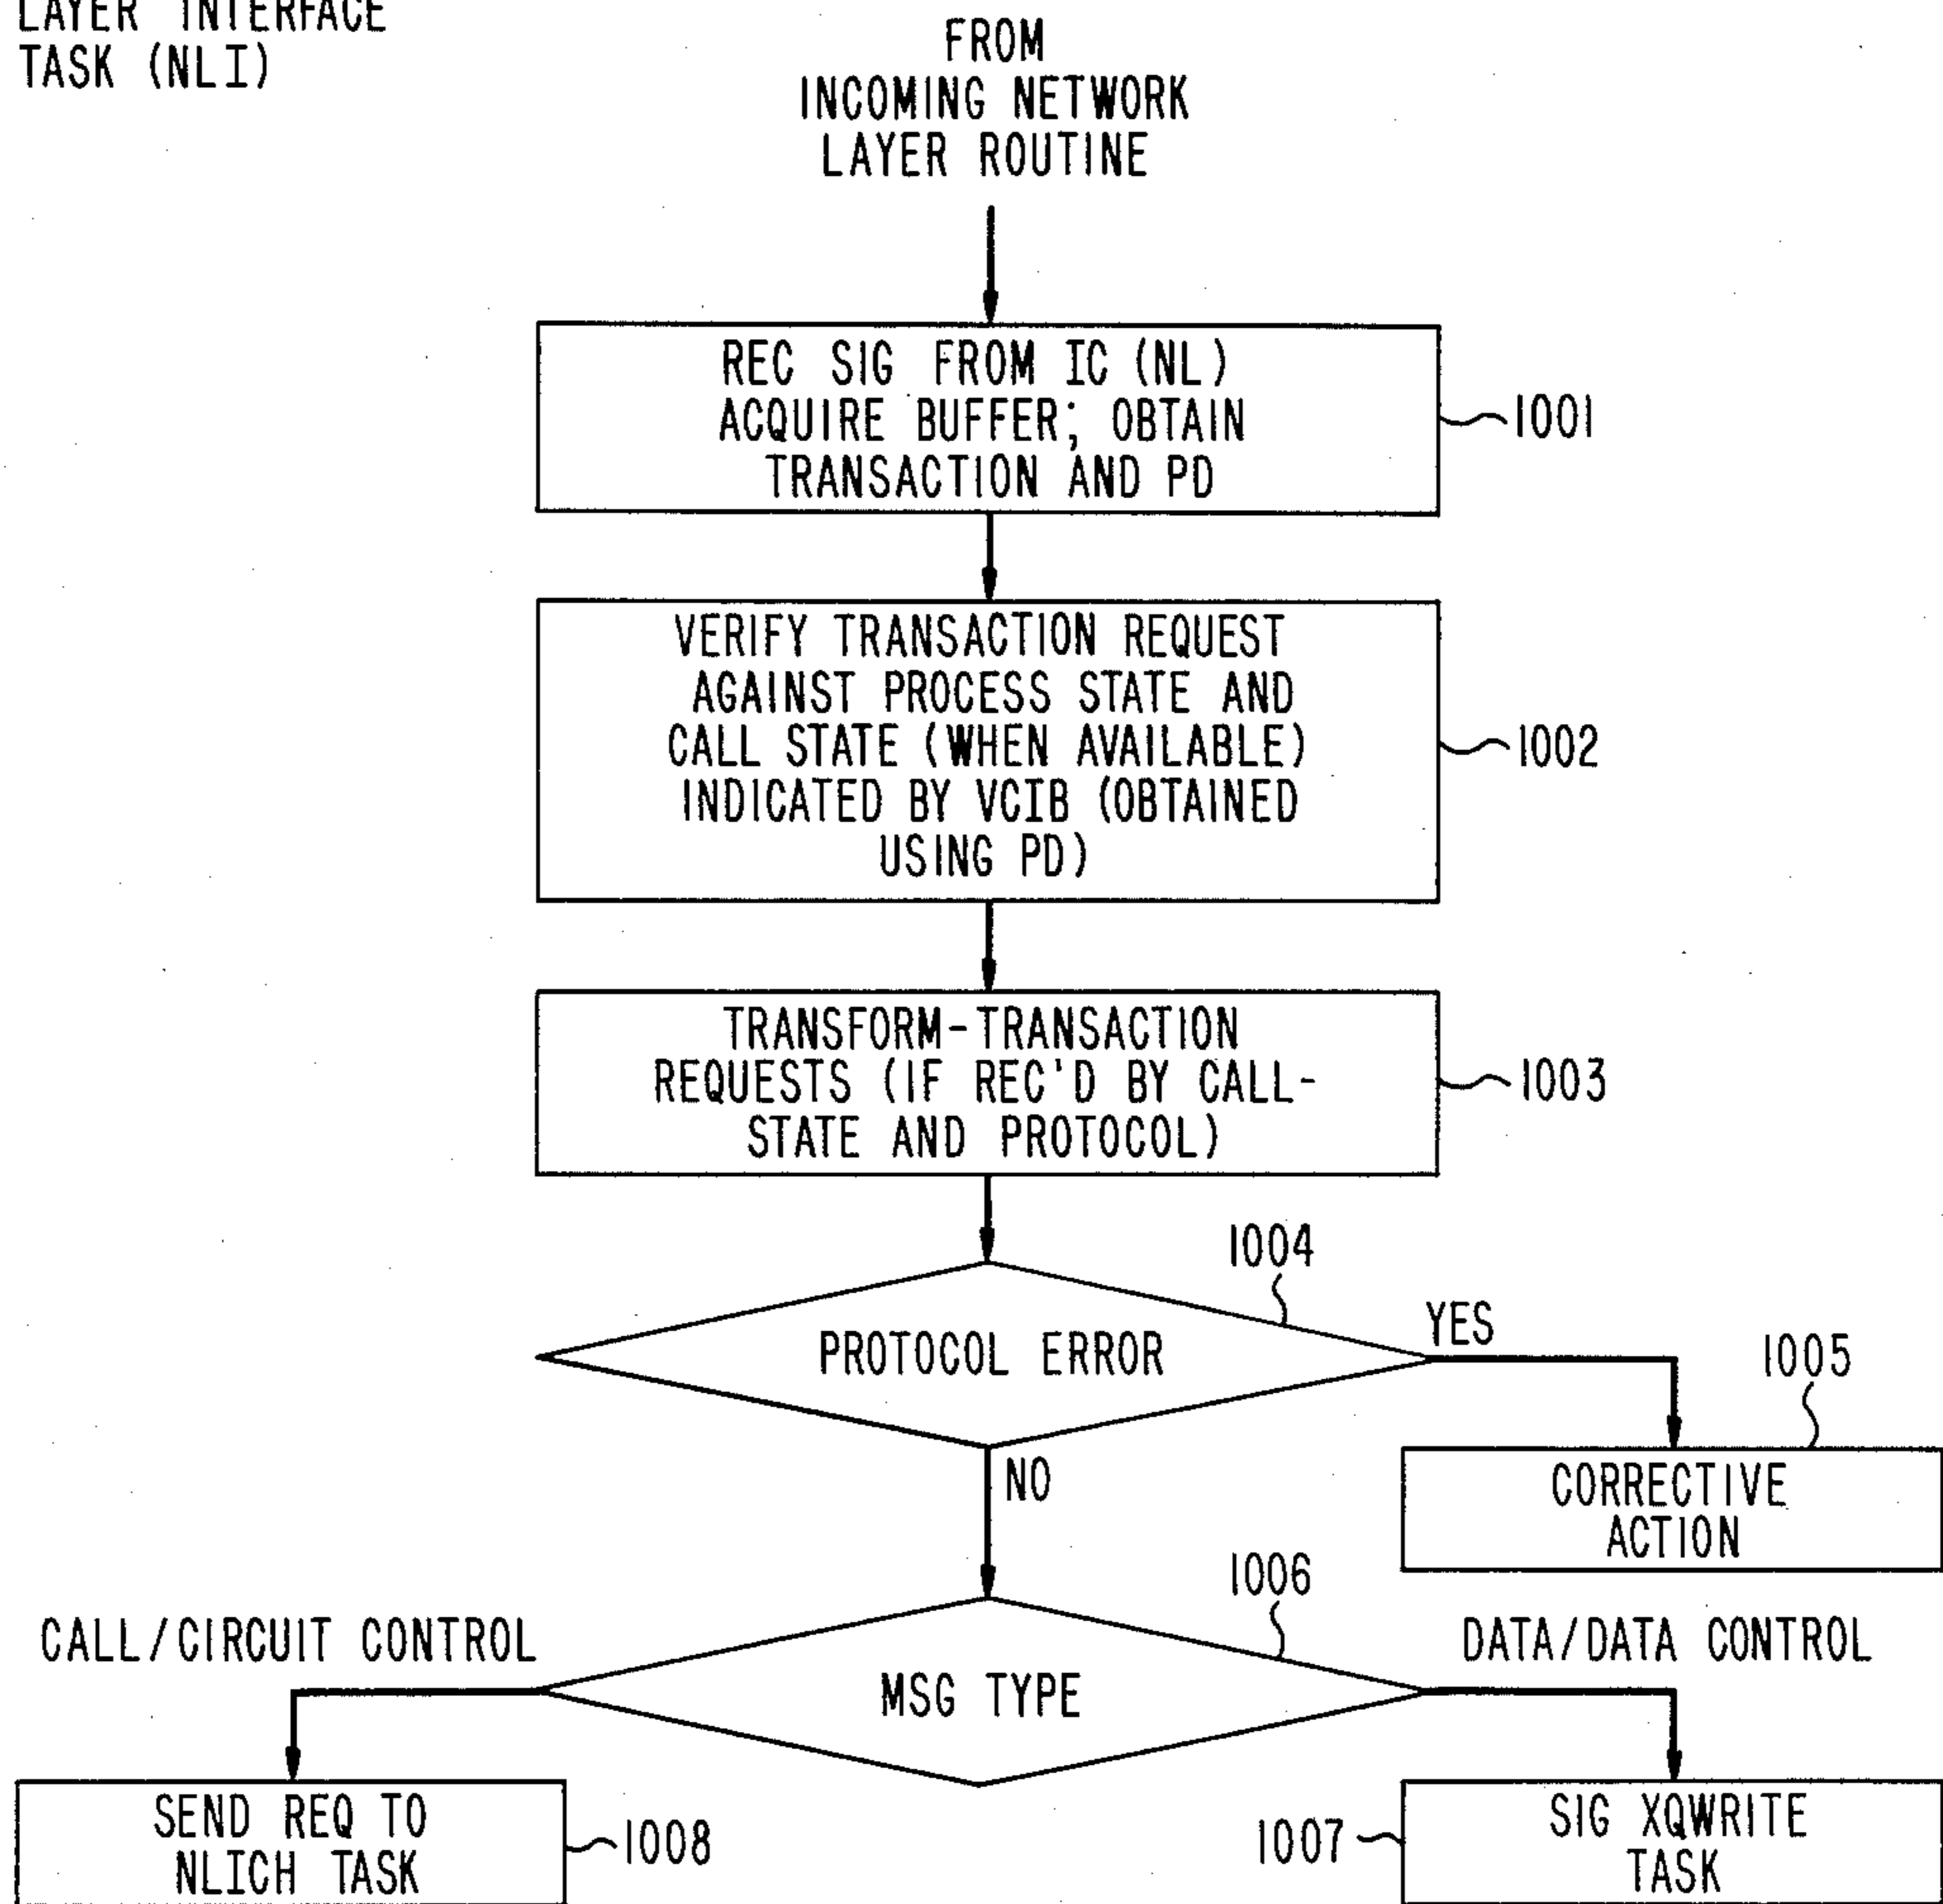 LAYER INTERFACE
TASK (NLI)
FROM
INCOMING NETWORK
LAYER ROUTINE
REC SIG FROM IC (NL)
ACQUIRE BUFFER; OBTAIN
TRANSACTION AND PD
1001
VERIFY TRANSACTION REQUEST
AGAINST PROCESS STATE AND
CALL STATE (WHEN AVAILABLE)
INDICATED BY VCIB (OBTAINED
USING PD)
1002
TRANSFORM-TRANSACTION
REQUESTS (IF REC'D BY CALL-
STATE AND PROTOCOL)
1003
1004
PROTOCOL ERROR
YES
1005
CORRECTIVE
ACTION
NO
1006
CALL/CIRCUIT CONTROL
MSG TYPE
DATA/DATA CONTROL
SEND REQ TO
NLICH TASK
1008
1007
SIG XQWRITE
TASK